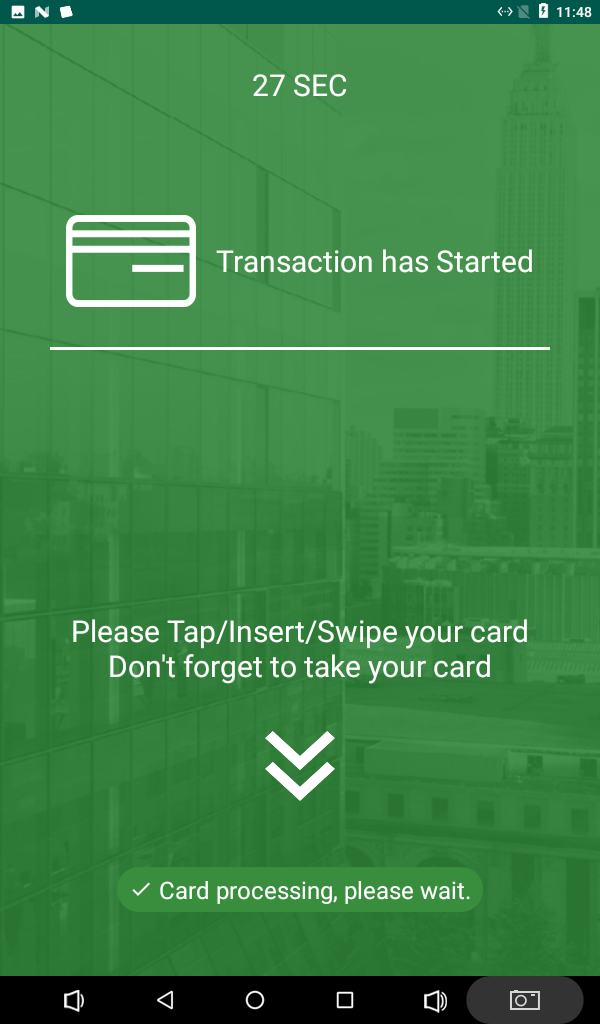 11:48
27 SEC
Transaction has Started
Please Tap/Insert/Swipe your card
Don't forget to take your card
Card processing, please wait.